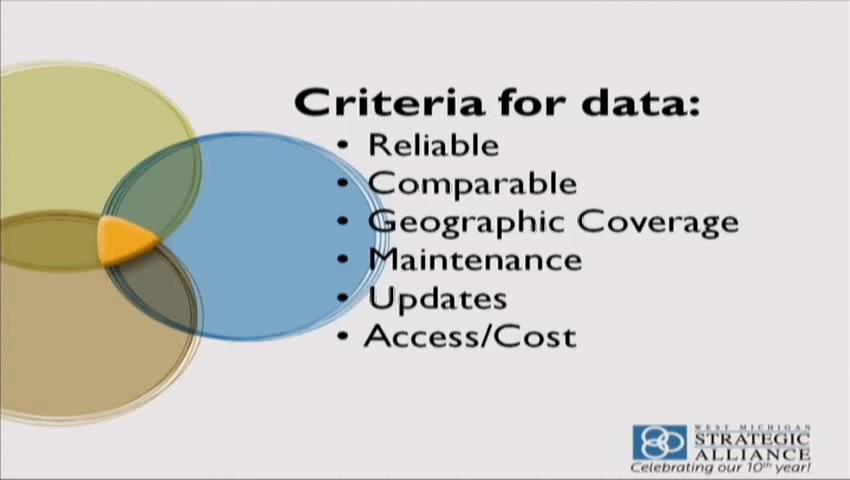 Criteria for data:
• Reliable
• Comparable
• Geographic Coverage
• Maintenance
• Updates
• Access/Cost
WEST MICHIGAN
STRATEGIC
ALLIANCE
Celebrating our 10th year!